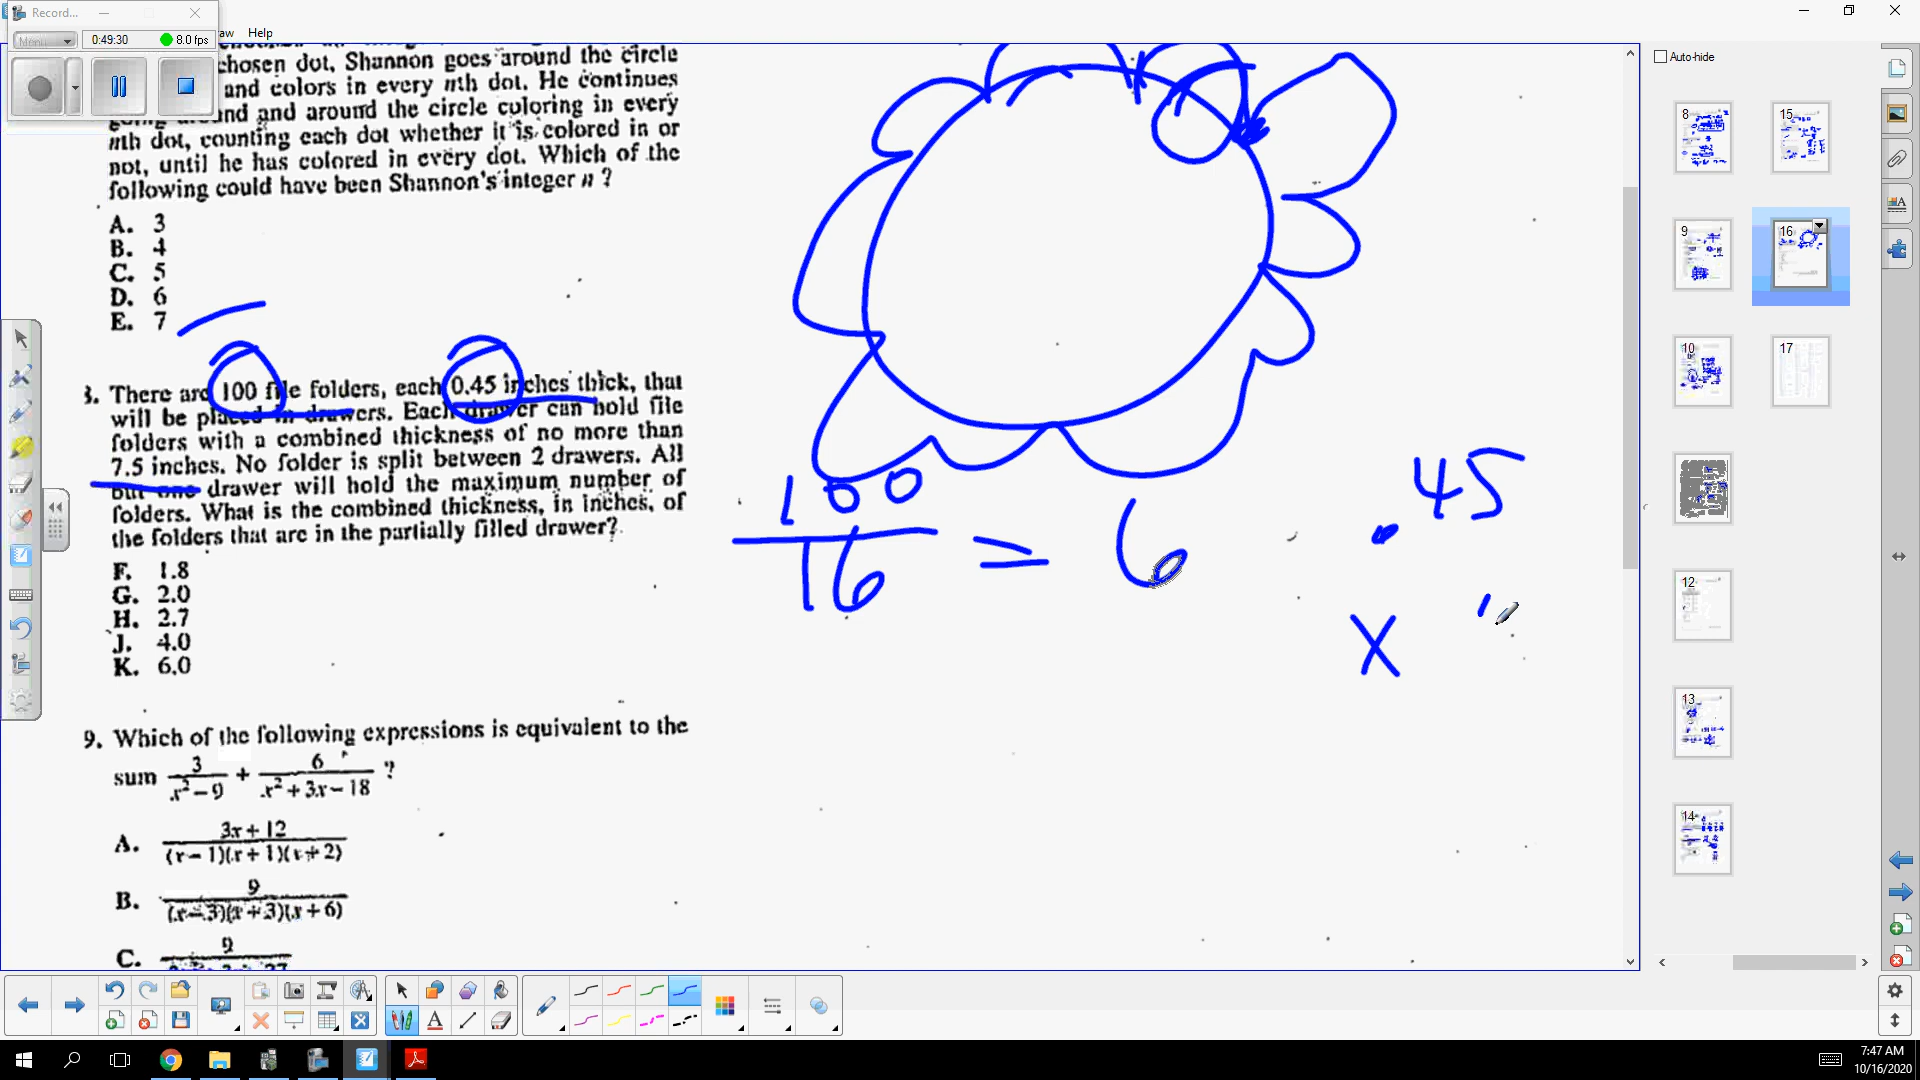 Record...
Menu
0:49:30
8.0 fps
aw Help
chosen dot, Shannon goes around the circle
and colors in every nth dot. He continues
going around and around the circle coloring in every
nth dot, counting each dot whether it is colored in or
not, until he has colored in every dot. Which of the
following could have been Shannon's integer n ?
A. 3
B. 4
C. 5
D. 6
E. 7
3. There are 100 file folders, each 0.45 inches thick, that
will be placed in drawers. Each drawer can hold file
folders with a combined thickness of no more than
7.5 inches. No folder is split between 2 drawers. All
but one drawer will hold the maximum number of
folders. What is the combined thickness, in inches, of
the folders that are in the partially filled drawer?
F. 1.8
G. 2.0
H. 2.7
J. 4.0
K. 6.0
9. Which of the following expressions is equivalent to the
sum 3/(x² − 9) + 6/(x² + 3x − 18) ?
A. (3x + 12)/((x − 1)(x + 1)(x + 2))
B. 9/((x − 3)(x + 3)(x + 6))
C. 9
100/16 = 6
.45
X
Auto-hide
8
15
9
16
10
17
12
13
14
7:47 AM
10/16/2020